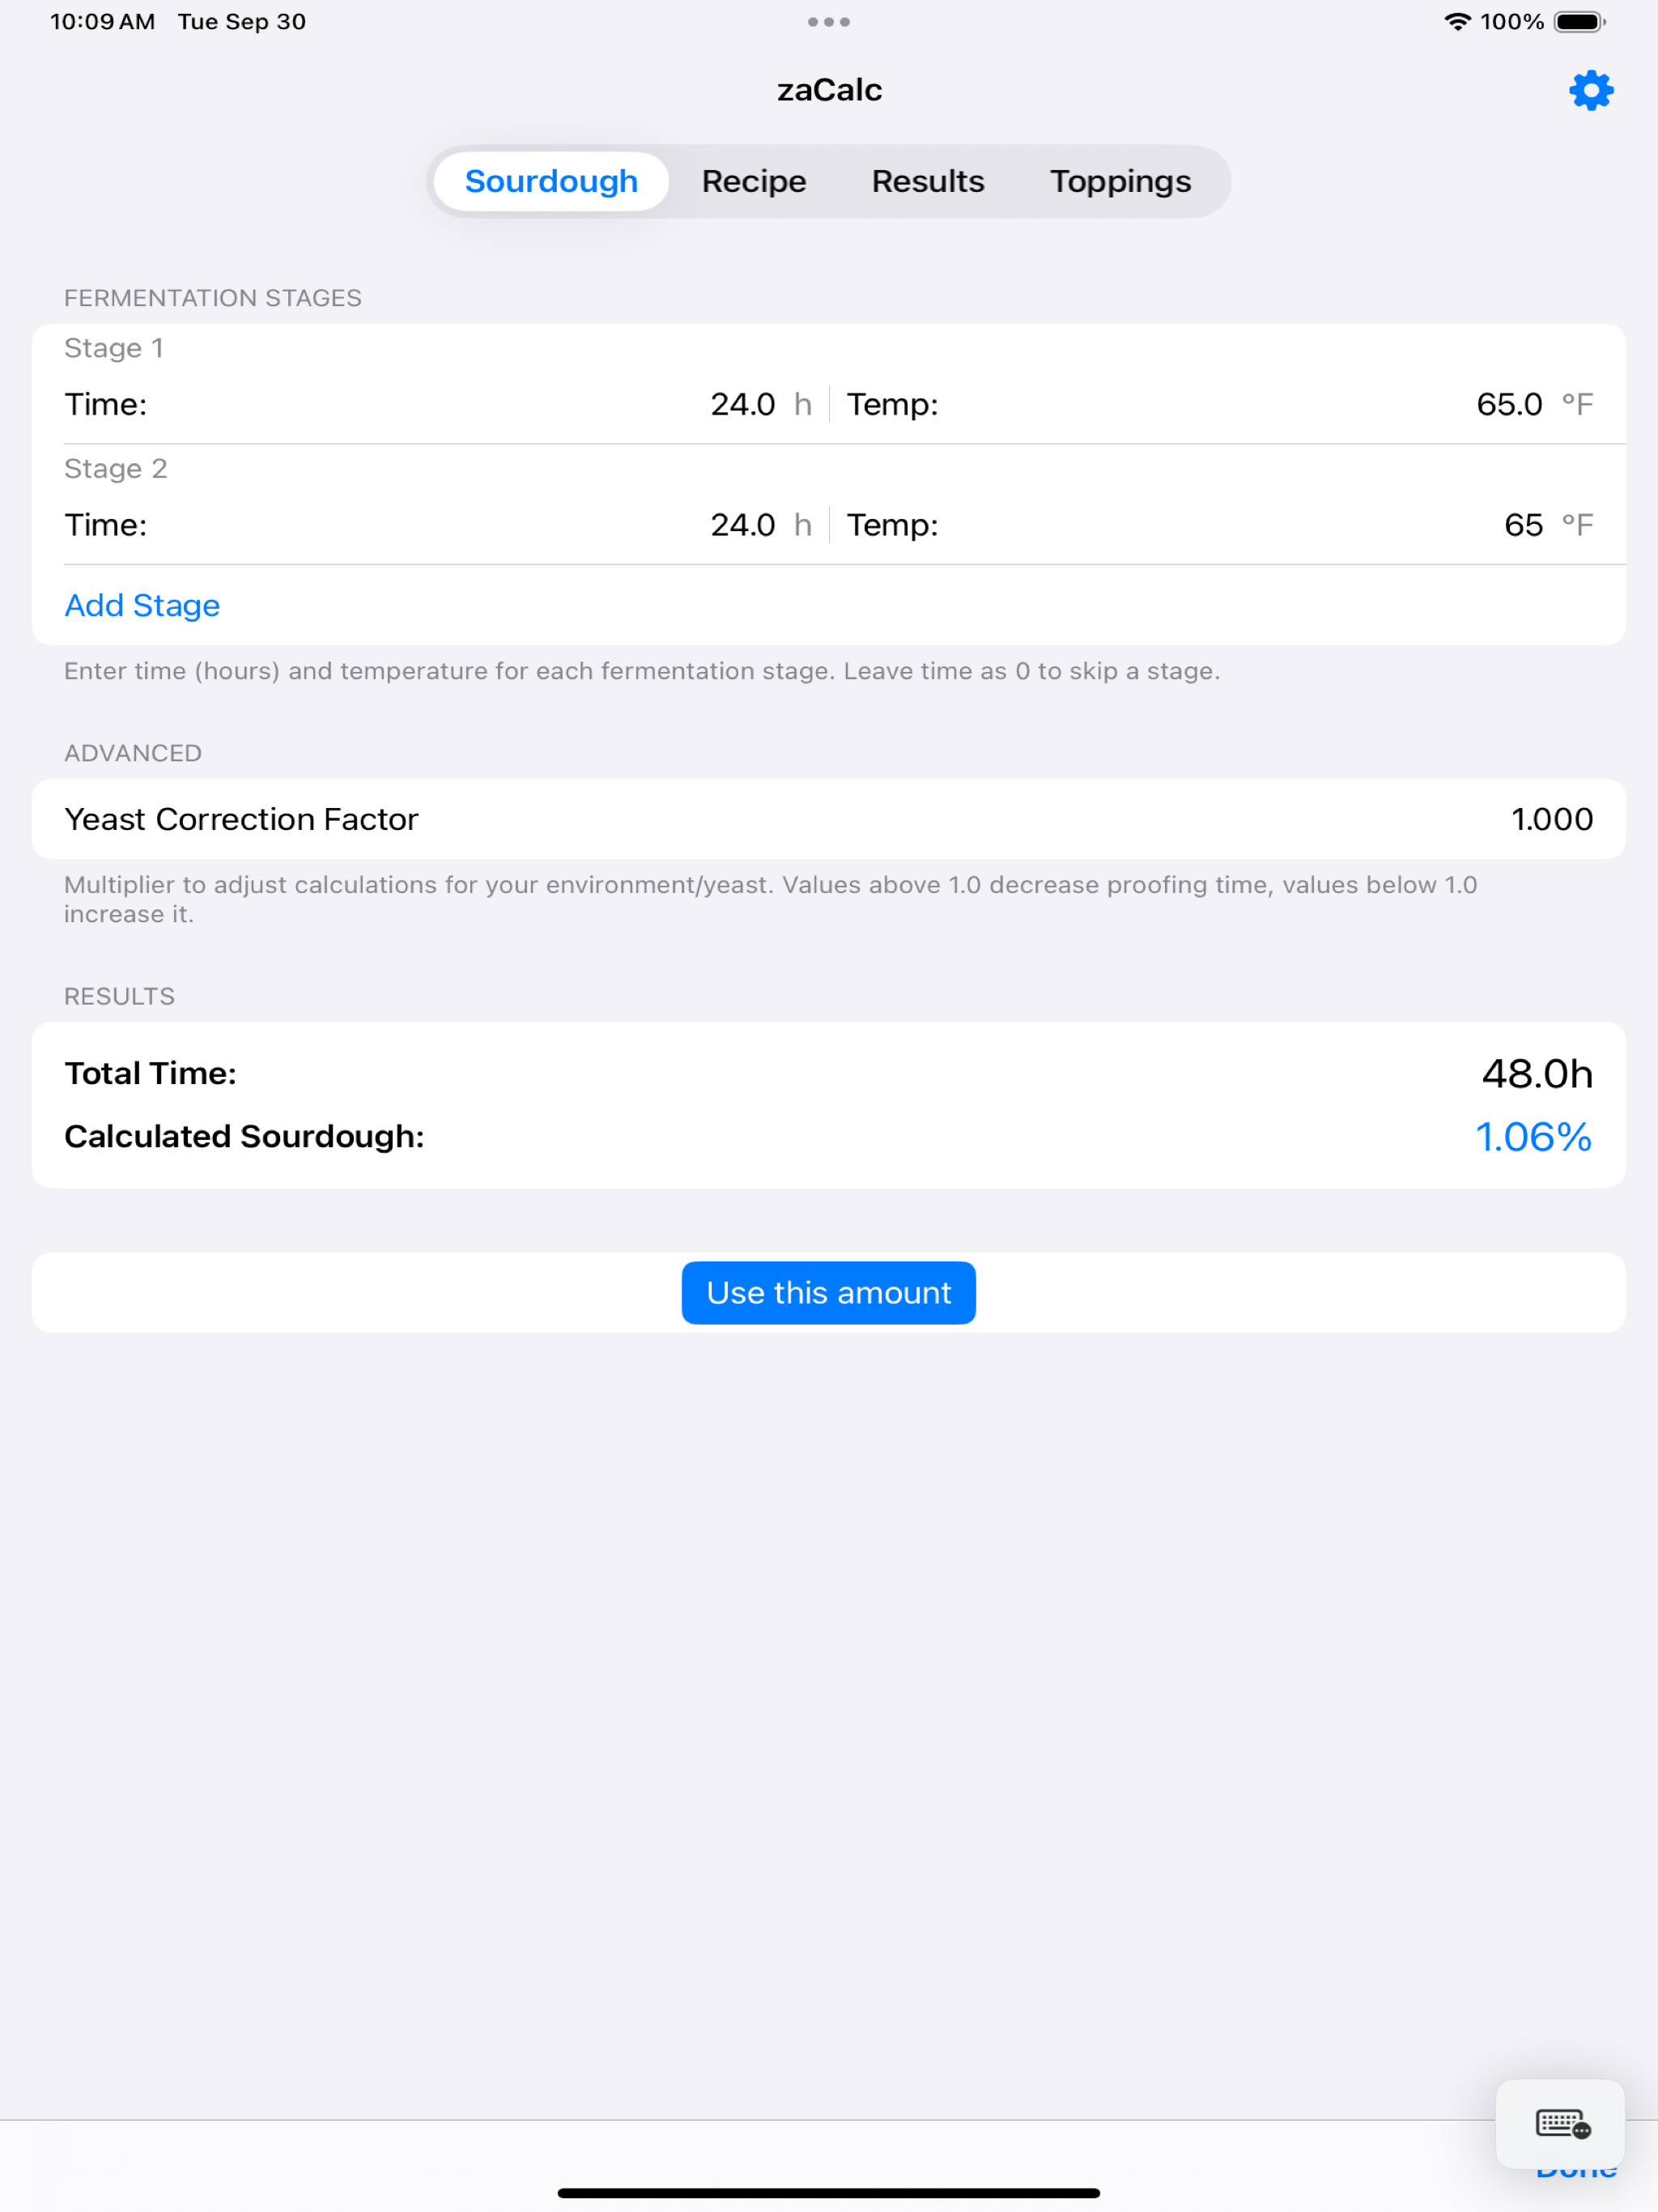 10:09 AM Tue Sep 30
100%
zaCalc
Sourdough Recipe Results Toppings
FERMENTATION STAGES
Stage 1
Time: 24.0 h Temp: 65.0 °F
Stage 2
Time: 24.0 h Temp: 65 °F
Add Stage
Enter time (hours) and temperature for each fermentation stage. Leave time as 0 to skip a stage.
ADVANCED
Yeast Correction Factor 1.000
Multiplier to adjust calculations for your environment/yeast. Values above 1.0 decrease proofing time, values below 1.0
increase it.
RESULTS
Total Time: 48.0h
Calculated Sourdough: 1.06%
Use this amount
Done